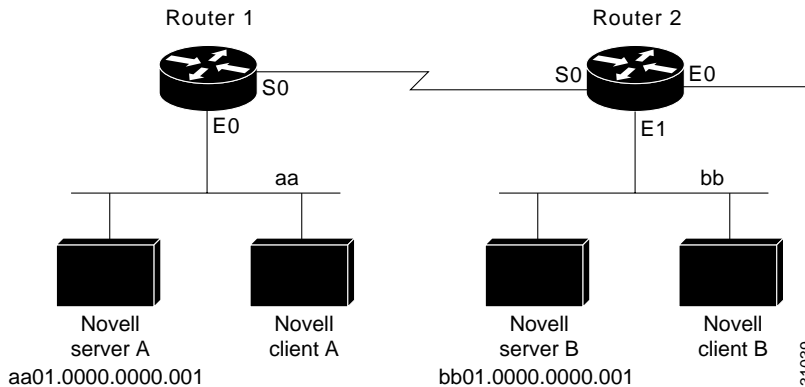 Router 1
Router 2
S0
S0
E0
E0
E1
aa
bb
Novell
server A
aa01.0000.0000.001
Novell
client A
Novell
server B
bb01.0000.0000.001
Novell
client B